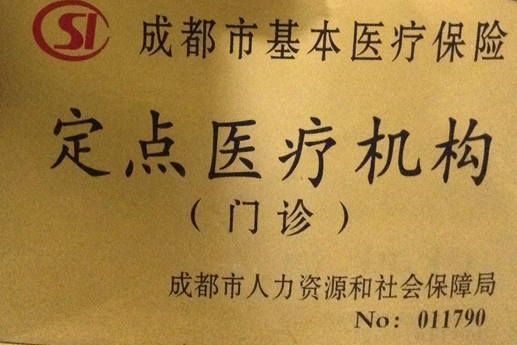 SI 成都市基本医疗保险
定点医疗机构
（门诊）
成都市人力资源和社会保障局
No: 011790